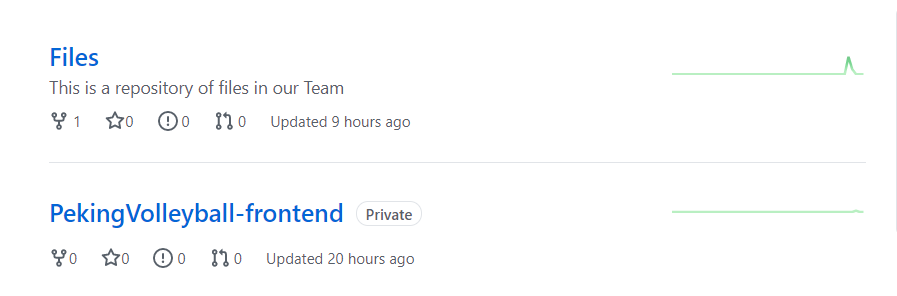 Files
This is a repository of files in our Team
1 0 0 0 Updated 9 hours ago
PekingVolleyball-frontend Private
0 0 0 0 Updated 20 hours ago